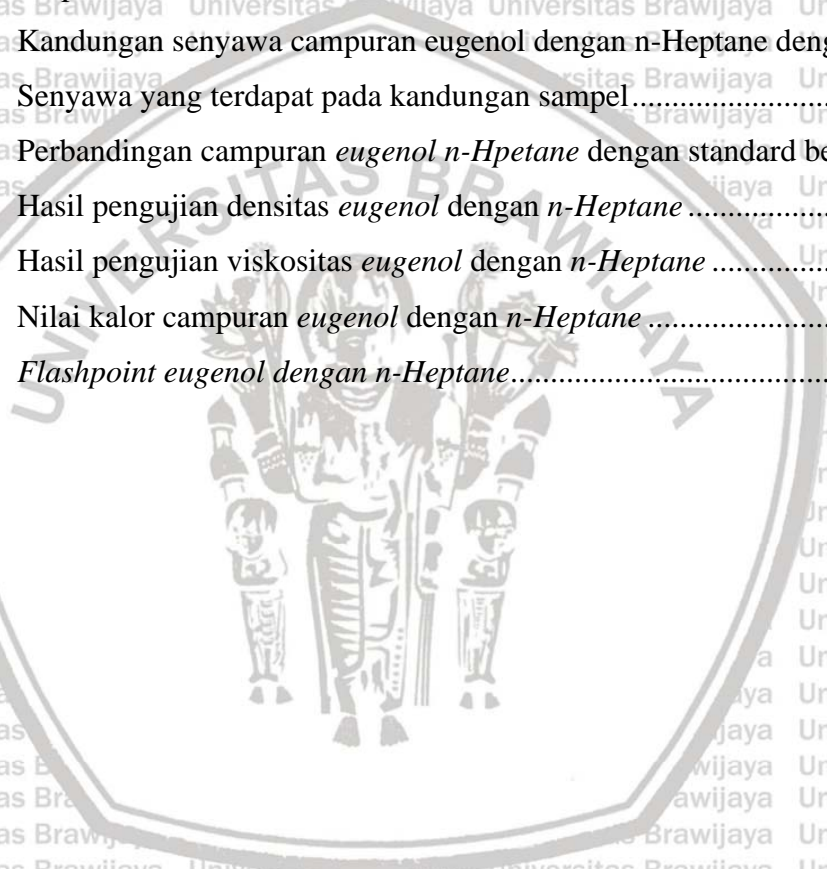 Kandungan senyawa campuran eugenol dengan n-Heptane
Senyawa yang terdapat pada kandungan sampel....................
Perbandingan campuran eugenol n-Hpetane dengan standard
Hasil pengujian densitas eugenol dengan n-Heptane ....................
Hasil pengujian viskositas eugenol dengan n-Heptane ....................
Nilai kalor campuran eugenol dengan n-Heptane ....................
Flashpoint eugenol dengan n-Heptane....................
UNIVERSITAS BRAWIJAYA